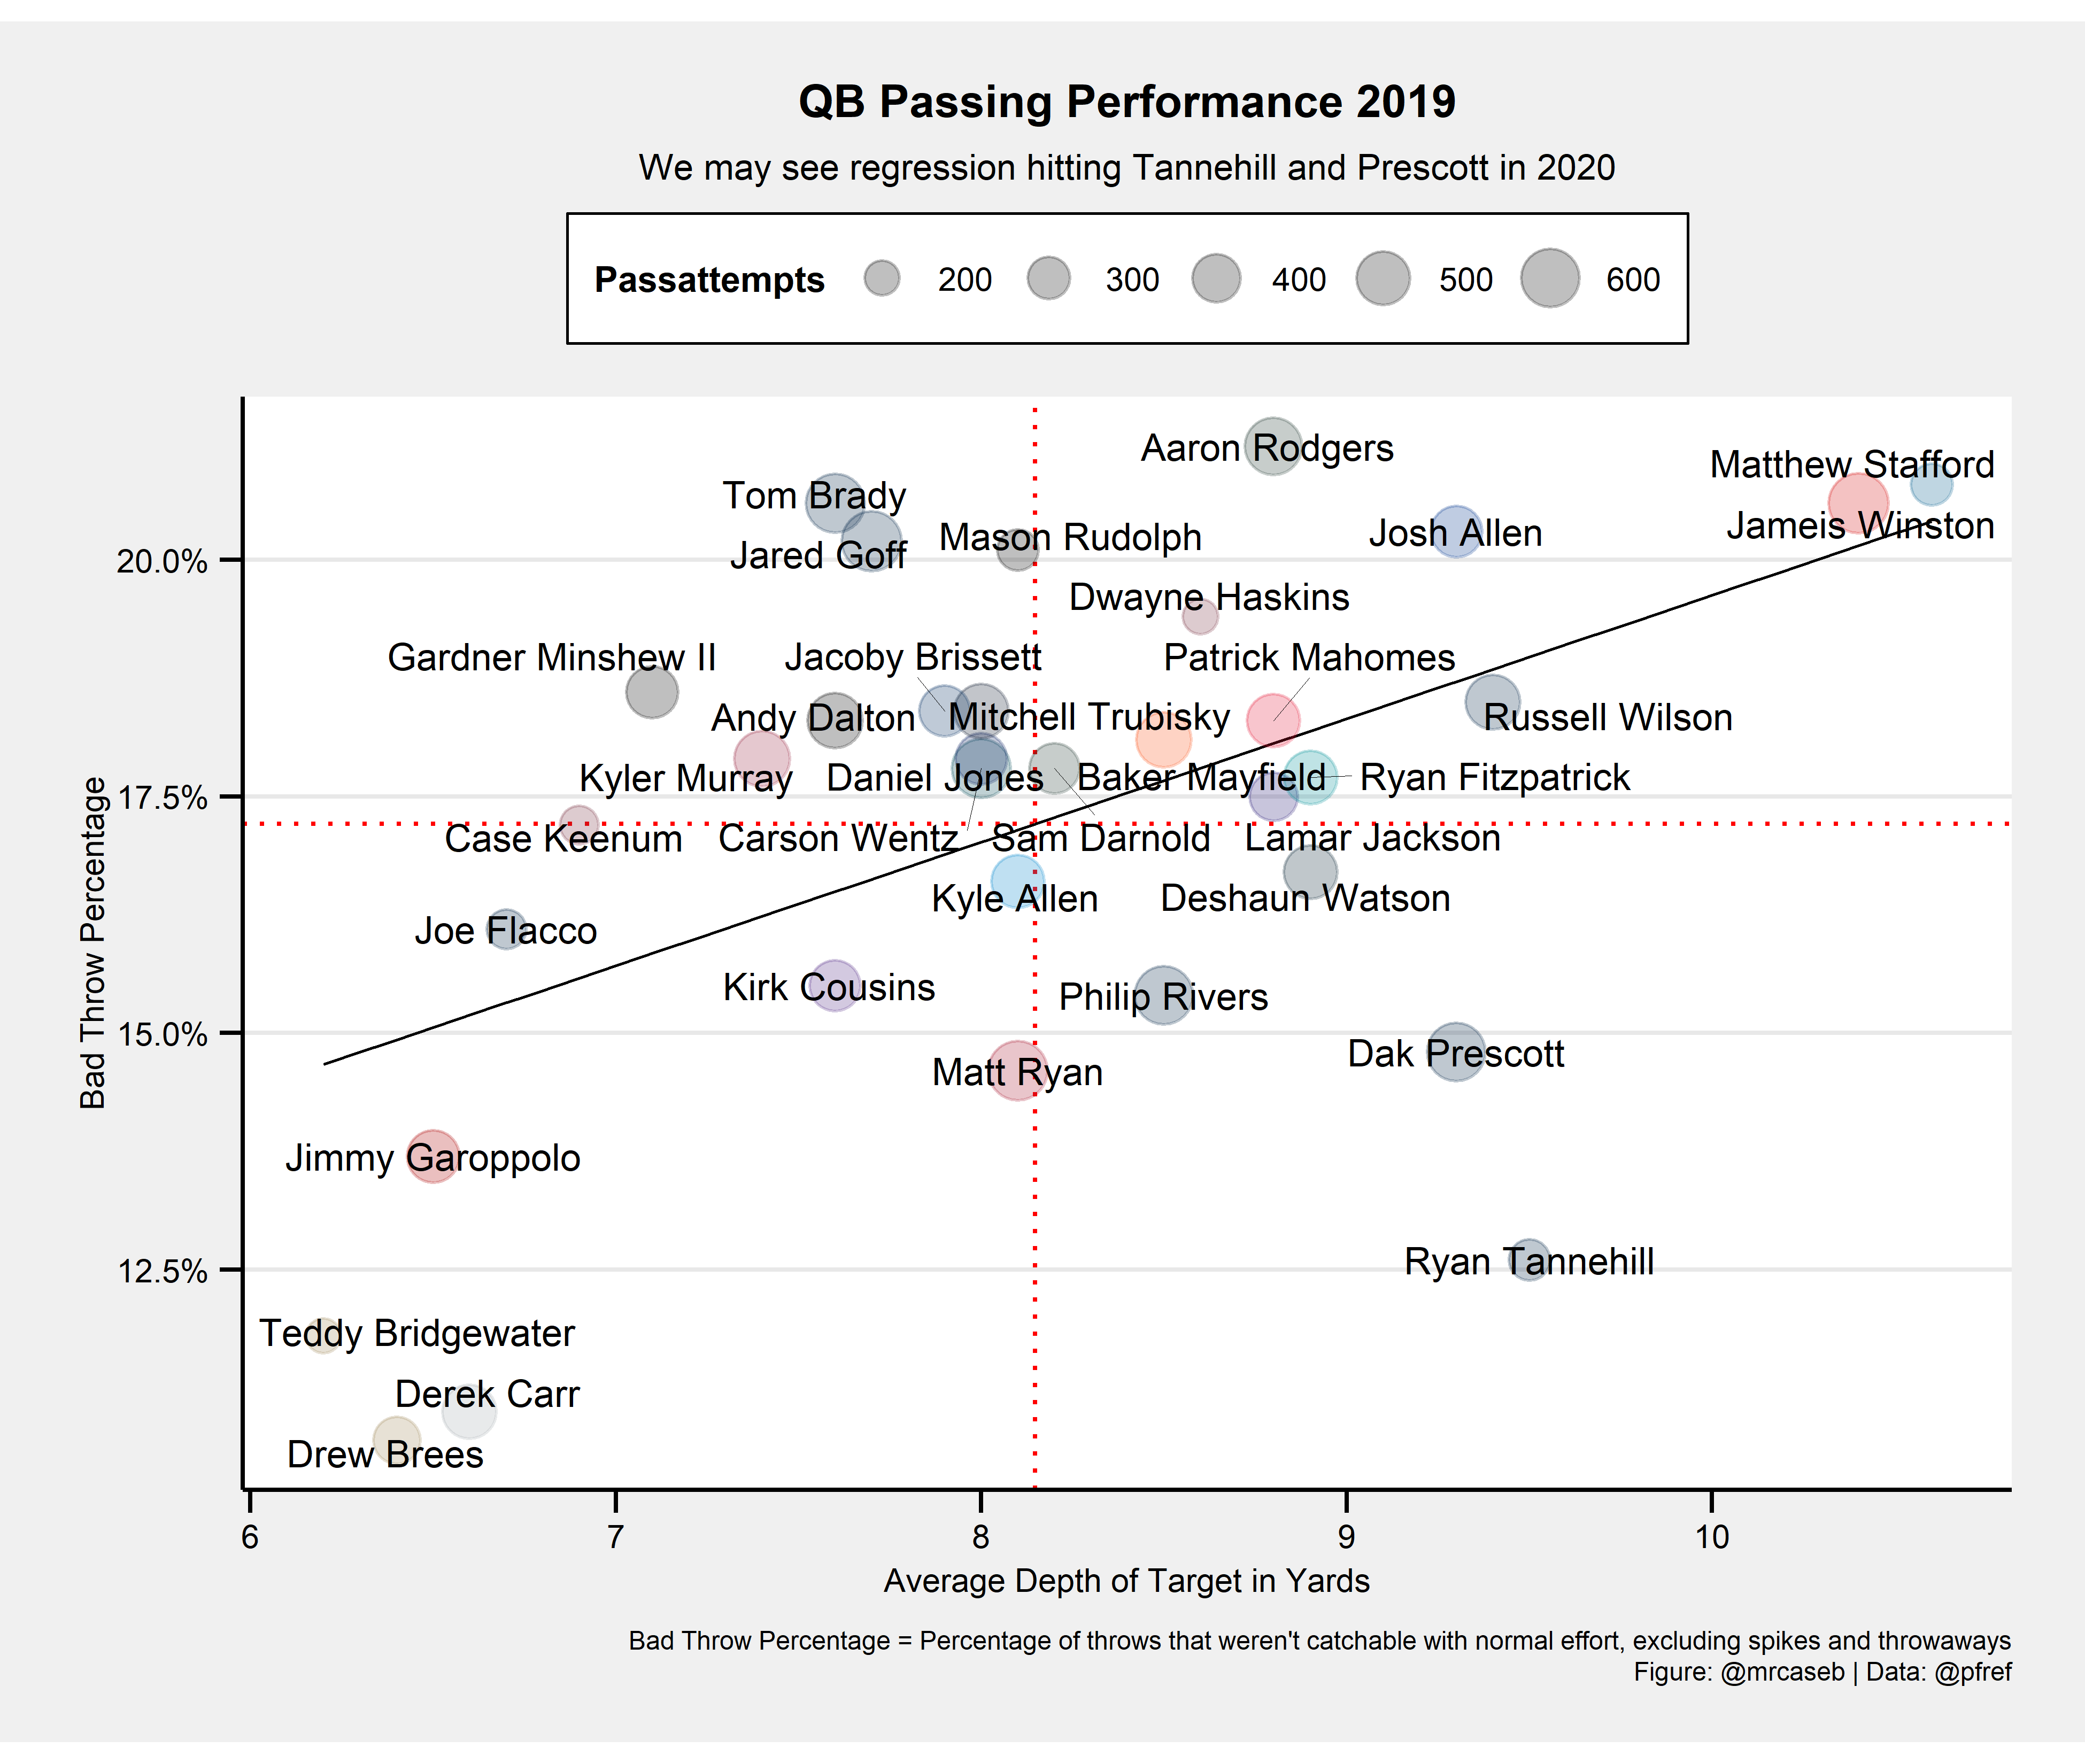 QB Passing Performance 2019
We may see regression hitting Tannehill and Prescott in 2020
Passattempts 200 300 400 500 600
Aaron Rodgers
Matthew Stafford
Tom Brady
Jameis Winston
Josh Allen
Mason Rudolph
Jared Goff
20.0%
Dwayne Haskins
Gardner Minshew II
Jacoby Brissett
Patrick Mahomes
Andy Dalton
Mitchell Trubisky
Russell Wilson
Kyler Murray
Daniel Jones
Baker Mayfield
Ryan Fitzpatrick
17.5%
Case Keenum
Carson Wentz
Sam Darnold
Lamar Jackson
Kyle Allen
Deshaun Watson
Joe Flacco
Kirk Cousins
Philip Rivers
15.0%
Dak Prescott
Matt Ryan
Jimmy Garoppolo
Ryan Tannehill
12.5%
Teddy Bridgewater
Derek Carr
Drew Brees
Bad Throw Percentage
6 7 8 9 10
Average Depth of Target in Yards
Bad Throw Percentage = Percentage of throws that weren't catchable with normal effort, excluding spikes and throwaways
Figure: @mrcaseb | Data: @pfref